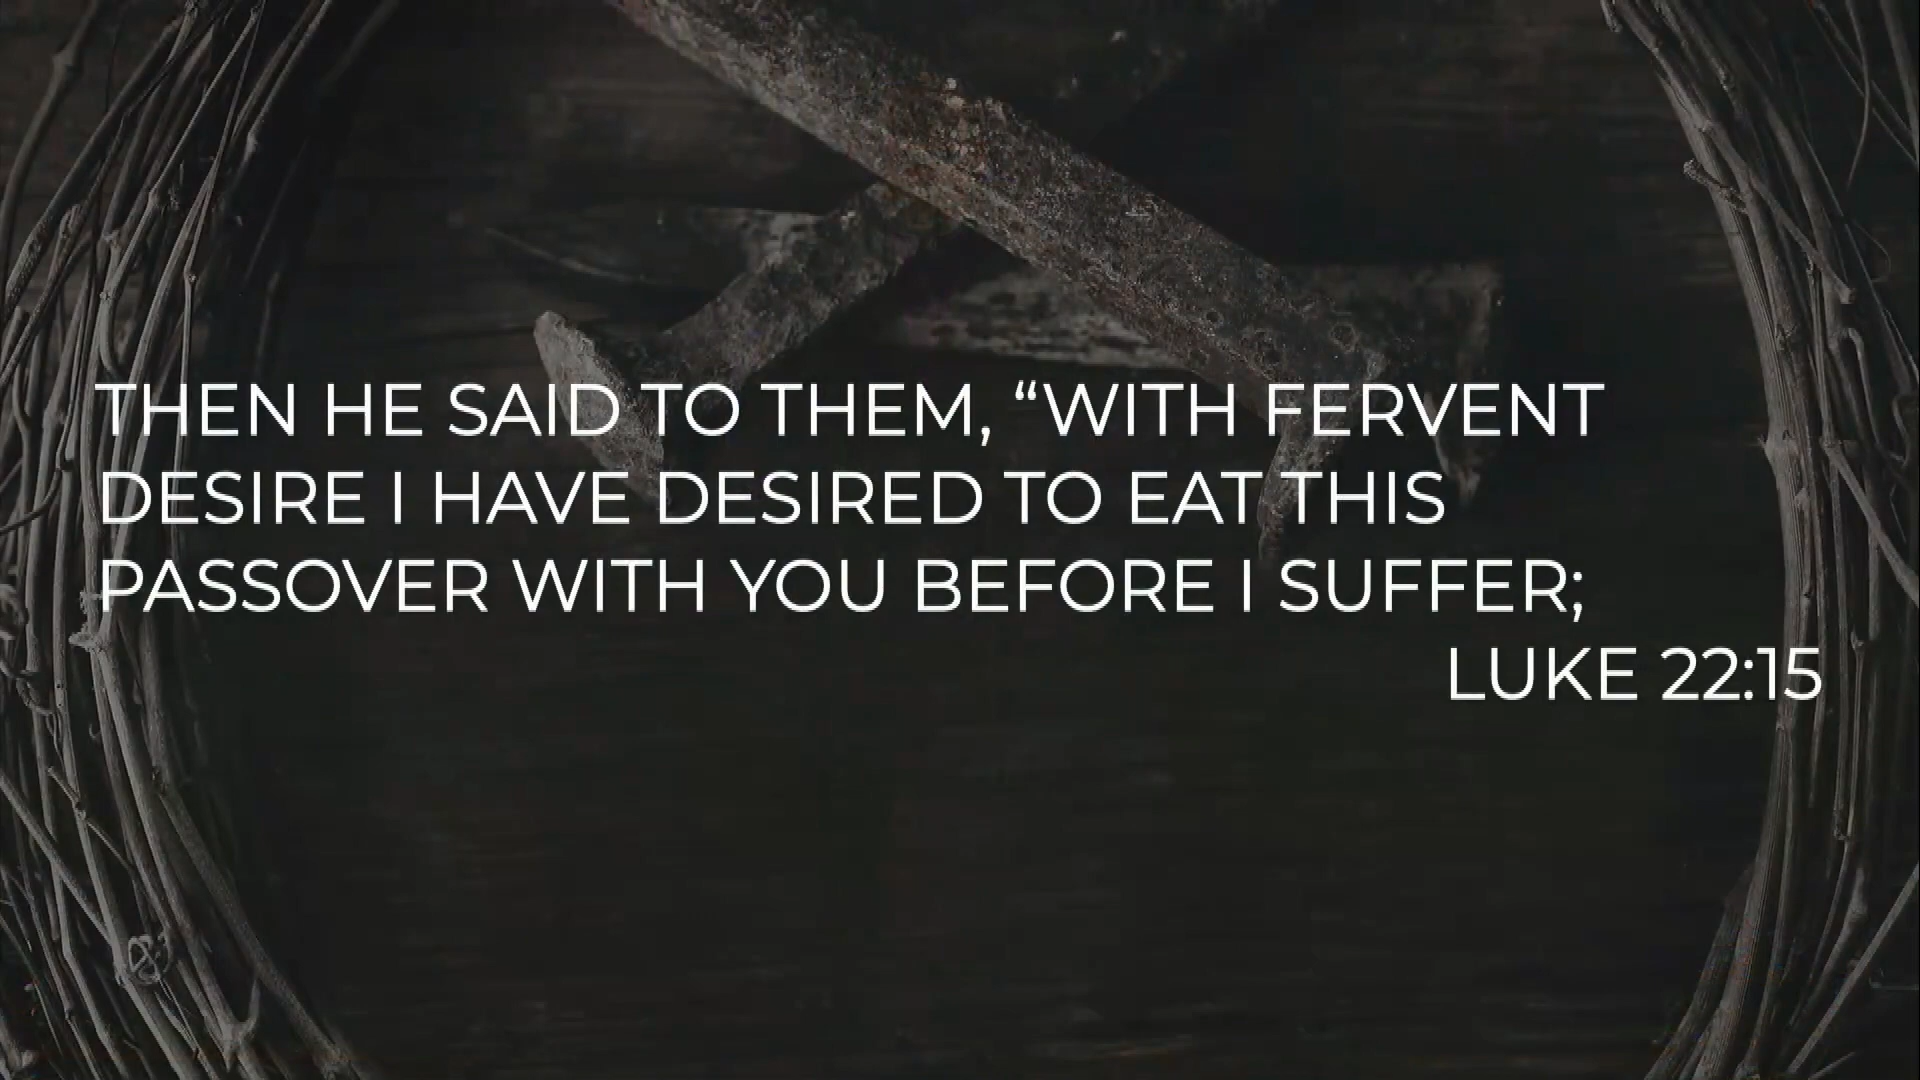 THEN HE SAID TO THEM, “WITH FERVENT
DESIRE I HAVE DESIRED TO EAT THIS
PASSOVER WITH YOU BEFORE I SUFFER;
LUKE 22:15